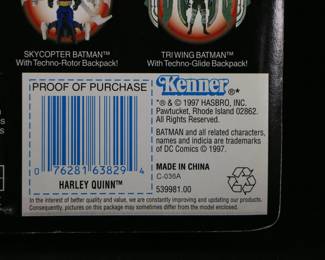 SKYCOPTER BATMAN™
With Techno-Rotor Backpack!
TRI WING BATMAN™
With Techno-Glide Backpack!
PROOF OF PURCHASE
0 76281 63829 4
HARLEY QUINN™
Kenner®*
*® & © 1997 HASBRO, INC.
Pawtucket, Rhode Island 02862.
All Rights Reserved.
BATMAN and all related characters,
names and indicia are trademarks
of DC Comics © 1997.
MADE IN CHINA
C-036A
539981.00
In the interest of better quality and value, we are constantly improving and updating our products.
Consequently, pictures on this package may sometimes differ from the model enclosed.